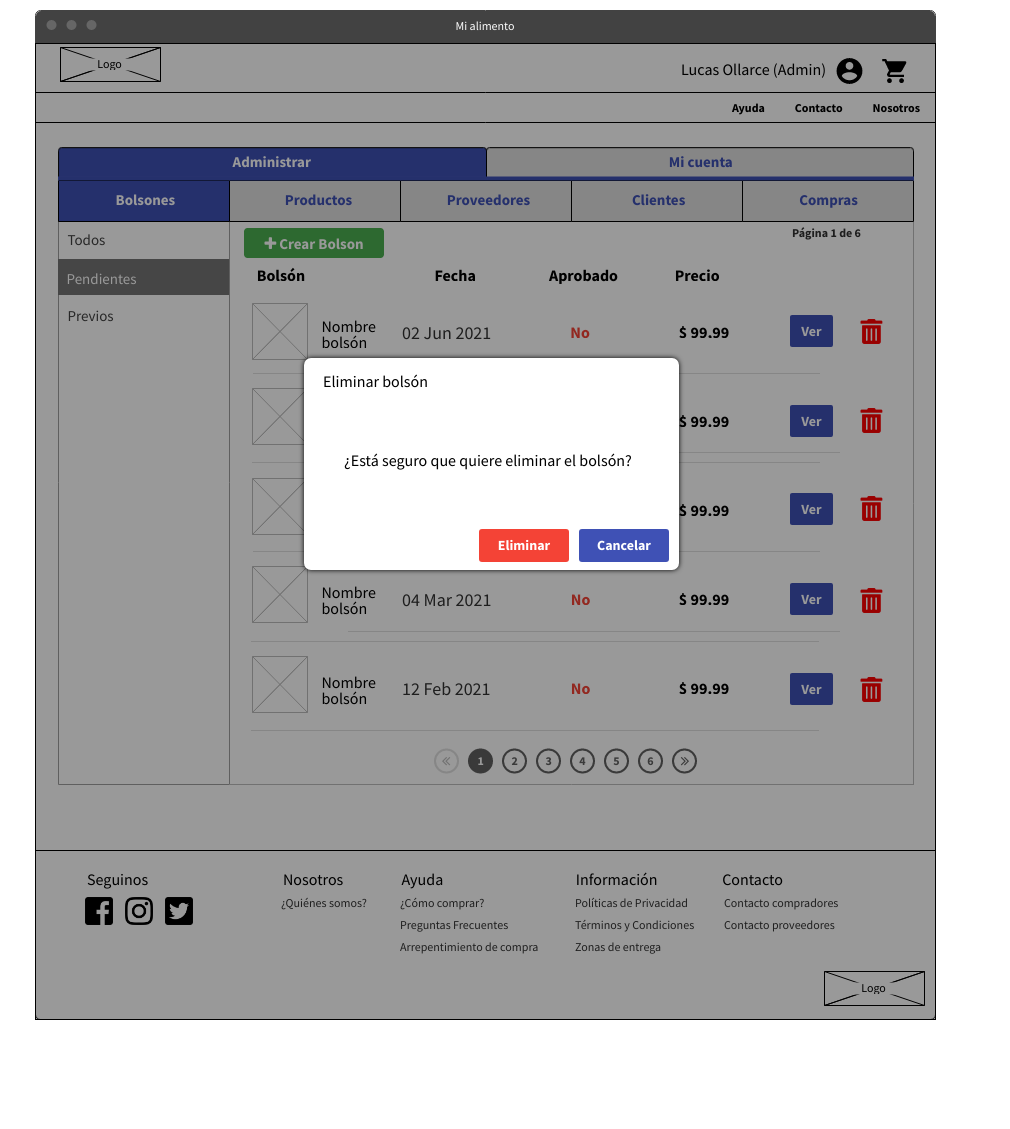 Mi alimento
Logo
Lucas Ollarce (Admin)
Ayuda Contacto Nosotros
Administrar Mi cuenta
Bolsones Productos Proveedores Clientes Compras
Todos
Pendientes
Previos
Crear Bolson
Página 1 de 6
Bolsón Fecha Aprobado Precio
Nombre
bolsón
02 Jun 2021 No $ 99.99 Ver
$ 99.99 Ver
$ 99.99 Ver
Eliminar bolsón
¿Está seguro que quiere eliminar el bolsón?
Eliminar Cancelar
Nombre
bolsón
04 Mar 2021 No $ 99.99 Ver
Nombre
bolsón
12 Feb 2021 No $ 99.99 Ver
« 1 2 3 4 5 6 »
Seguinos
Nosotros
¿Quiénes somos?
Ayuda
¿Cómo comprar?
Preguntas Frecuentes
Arrepentimiento de compra
Información
Políticas de Privacidad
Términos y Condiciones
Zonas de entrega
Contacto
Contacto compradores
Contacto proveedores
Logo